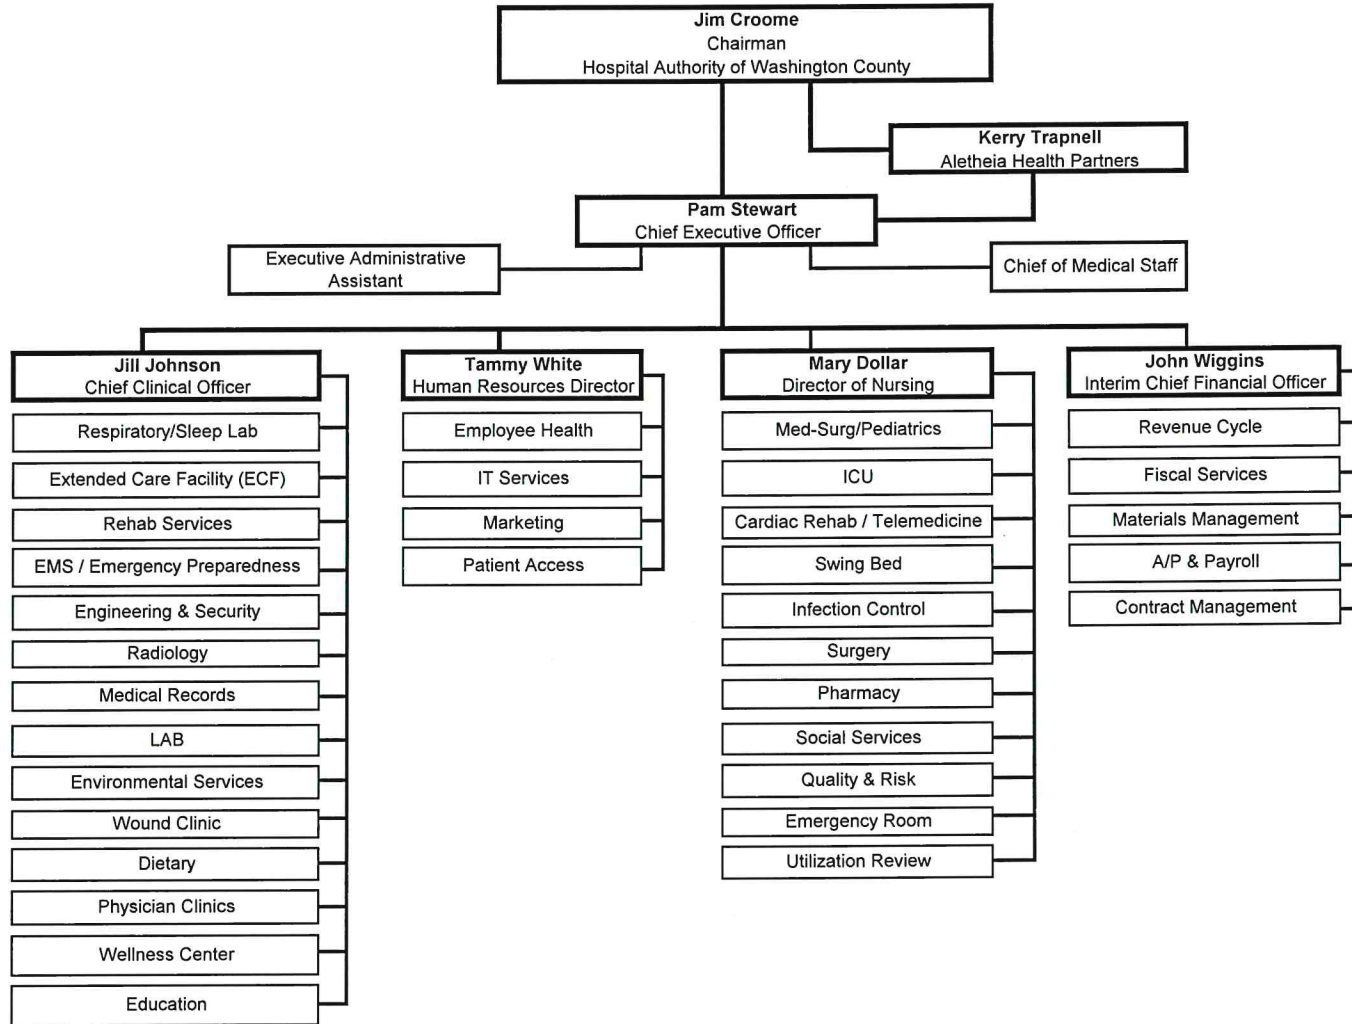 Jim Croome
Chairman
Hospital Authority of Washington County
Kerry Trapnell
Aletheia Health Partners
Pam Stewart
Chief Executive Officer
Executive Administrative
Assistant
Chief of Medical Staff
Jill Johnson
Chief Clinical Officer
Respiratory/Sleep Lab
Extended Care Facility (ECF)
Rehab Services
EMS / Emergency Preparedness
Engineering & Security
Radiology
Medical Records
LAB
Environmental Services
Wound Clinic
Dietary
Physician Clinics
Wellness Center
Education
Tammy White
Human Resources Director
Employee Health
IT Services
Marketing
Patient Access
Mary Dollar
Director of Nursing
Med-Surg/Pediatrics
ICU
Cardiac Rehab / Telemedicine
Swing Bed
Infection Control
Surgery
Pharmacy
Social Services
Quality & Risk
Emergency Room
Utilization Review
John Wiggins
Interim Chief Financial Officer
Revenue Cycle
Fiscal Services
Materials Management
A/P & Payroll
Contract Management